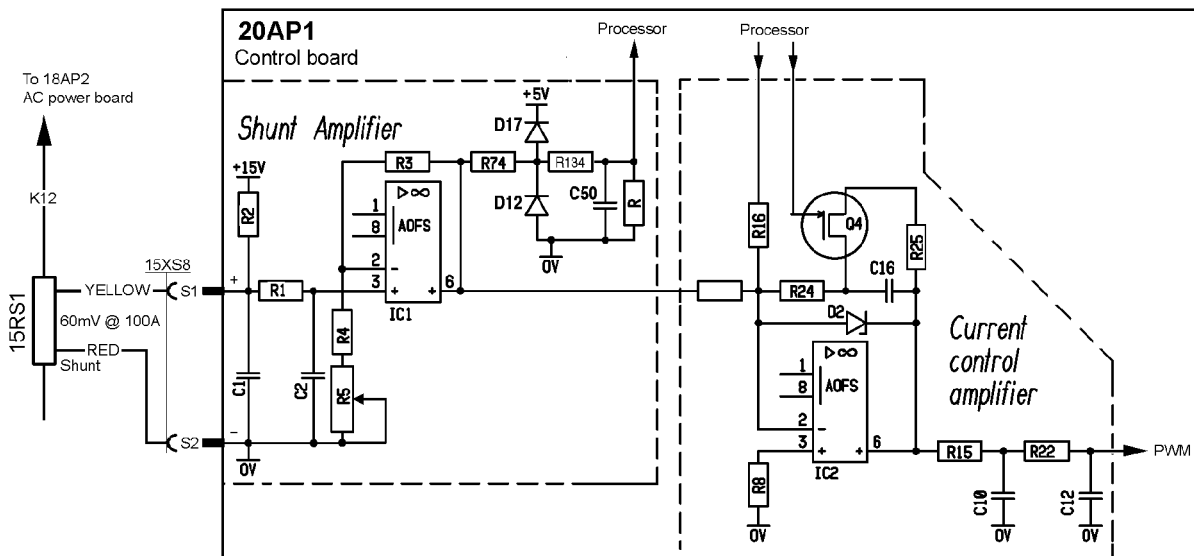 20AP1
Control board
Processor
Processor
To 18AP2
AC power board
+5V
Shunt Amplifier
D17
+15V
R3
R74
R134
K12
R2
▷∞
C50
R
1
AOFS
D12
8
R16
Q4
R25
2
-
0V
15XS8
3
+
+
6
C16
+
YELLOW
S1
R1
R24
IC1
D2
15RS1
60mV @ 100A
R4
Current
control
amplifier
RED
Shunt
C1
C2
R5
▷∞
1
AOFS
8
2
-
-
S2
3
+
+
6
R15
R22
PWM
0V
R8
IC2
C10
C12
0V
0V
0V